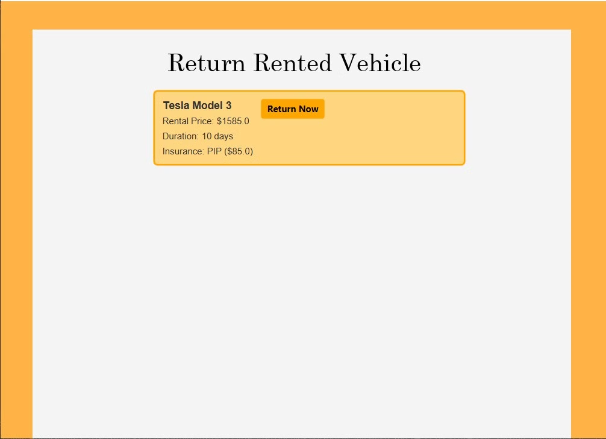 Return Rented Vehicle
Tesla Model 3
Return Now
Rental Price: $1585.0
Duration: 10 days
Insurance: PIP ($85.0)